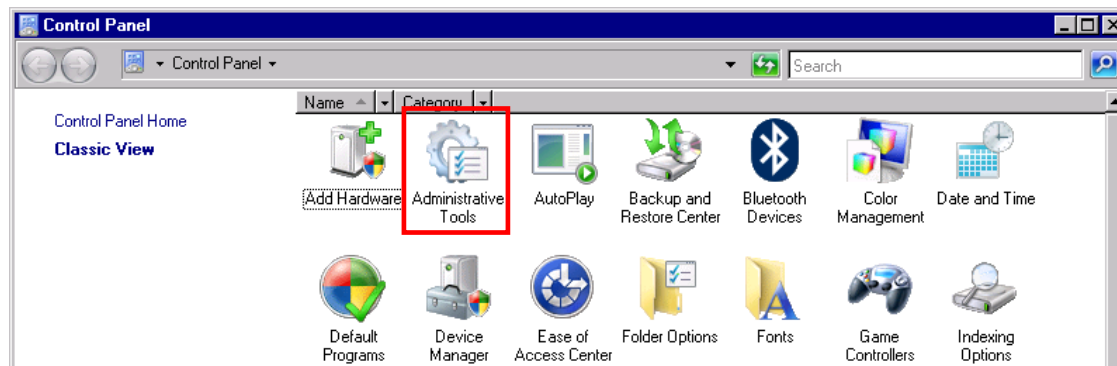 Control Panel
Control Panel
Search
Name Category
Control Panel Home
Classic View
Add Hardware
Administrative
Tools
AutoPlay
Backup and
Restore Center
Bluetooth
Devices
Color
Management
Date and Time
Default
Programs
Device
Manager
Ease of
Access Center
Folder Options
Fonts
Game
Controllers
Indexing
Options